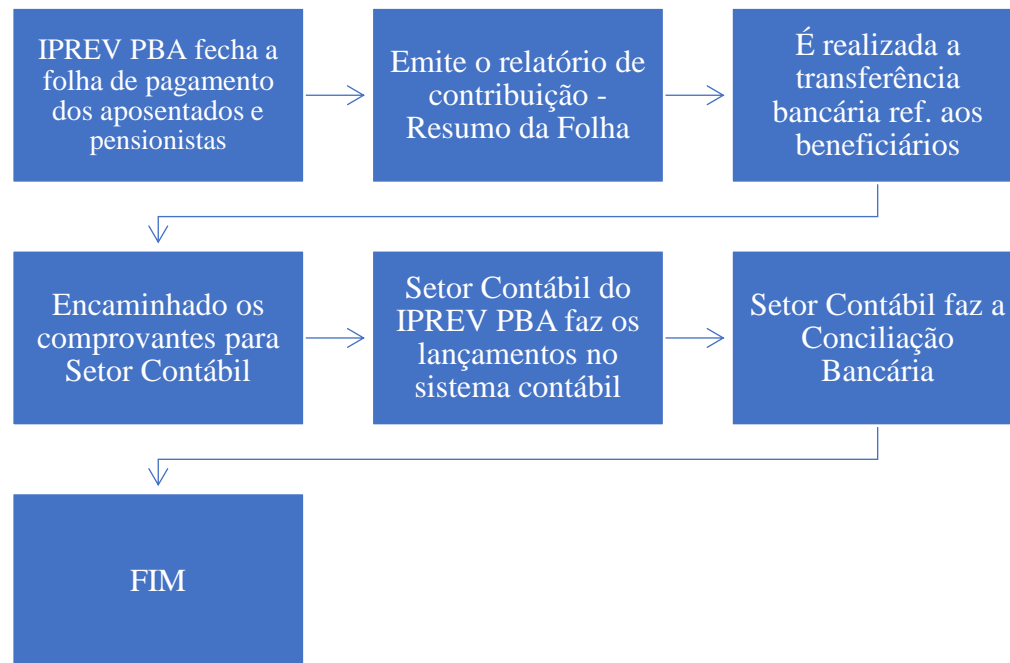 IPREV PBA fecha a
folha de pagamento
dos aposentados e
pensionistas
Emite o relatório de
contribuição -
Resumo da Folha
É realizada a
transferência
bancária ref. aos
beneficiários
Encaminhado os
comprovantes para
Setor Contábil
Setor Contábil do
IPREV PBA faz os
lançamentos no
sistema contábil
Setor Contábil faz a
Conciliação
Bancária
FIM